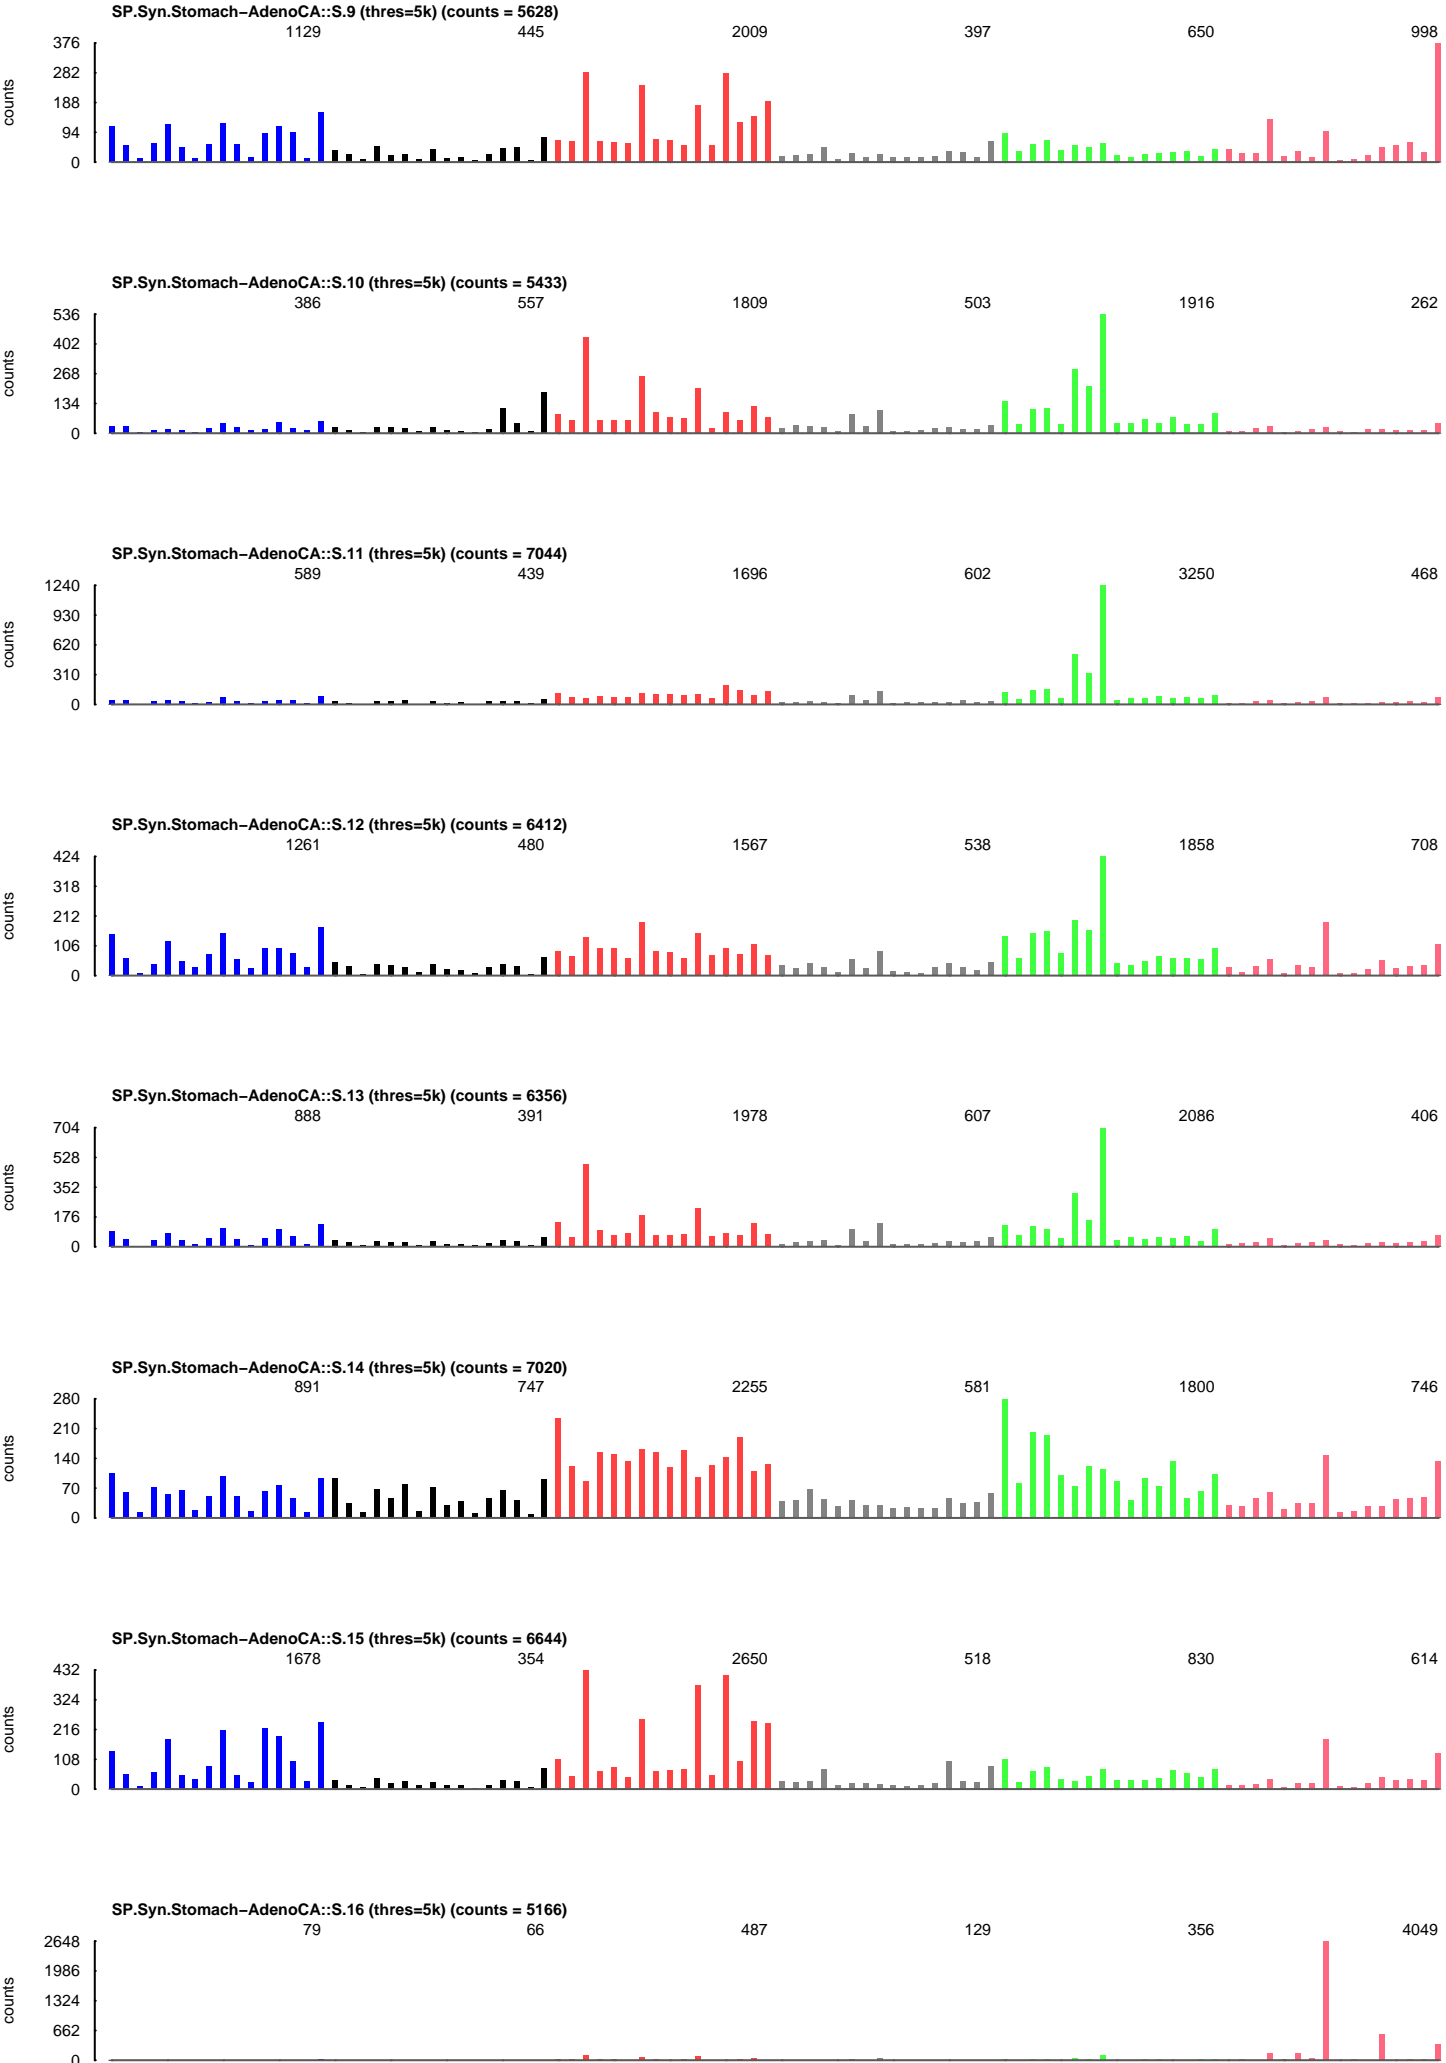 SP.Syn.Stomach−AdenoCA::S.9 (thres=5k) (counts = 5628)
1129 445 2009 397 650 998
376
282
188
94
0
counts
SP.Syn.Stomach−AdenoCA::S.10 (thres=5k) (counts = 5433)
386 557 1809 503 1916 262
536
402
268
134
0
counts
SP.Syn.Stomach−AdenoCA::S.11 (thres=5k) (counts = 7044)
589 439 1696 602 3250 468
1240
930
620
310
0
counts
SP.Syn.Stomach−AdenoCA::S.12 (thres=5k) (counts = 6412)
1261 480 1567 538 1858 708
424
318
212
106
0
counts
SP.Syn.Stomach−AdenoCA::S.13 (thres=5k) (counts = 6356)
888 391 1978 607 2086 406
704
528
352
176
0
counts
SP.Syn.Stomach−AdenoCA::S.14 (thres=5k) (counts = 7020)
891 747 2255 581 1800 746
280
210
140
70
0
counts
SP.Syn.Stomach−AdenoCA::S.15 (thres=5k) (counts = 6644)
1678 354 2650 518 830 614
432
324
216
108
0
counts
SP.Syn.Stomach−AdenoCA::S.16 (thres=5k) (counts = 5166)
79 66 487 129 356 4049
2648
1986
1324
662
0
counts